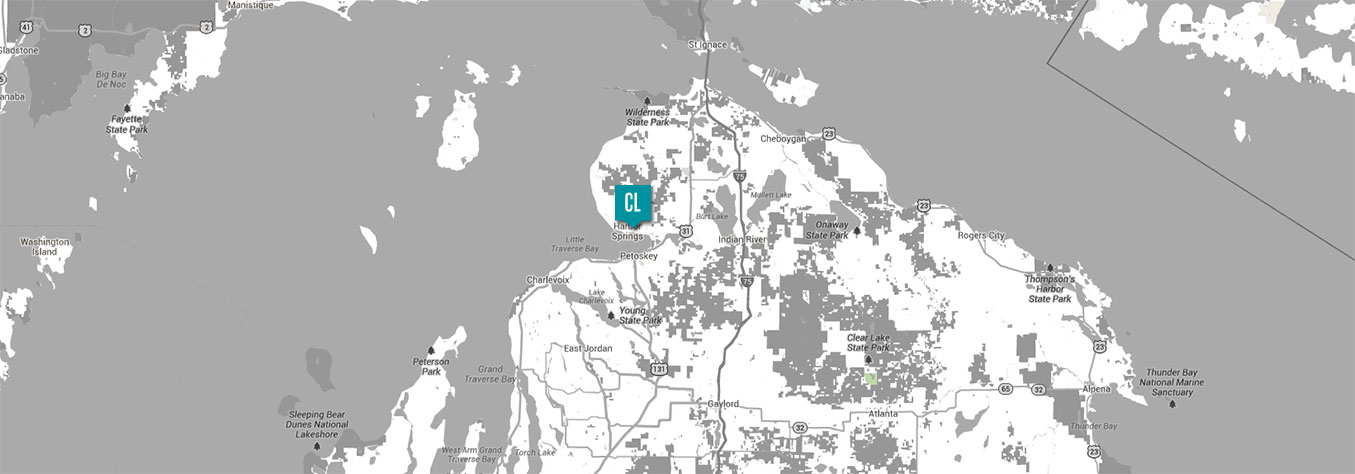 Manistique
41
2
2
Gladstone
Big Bay
De Noc
Fayette
State Park
St Ignace
Wilderness
State Park
Cheboygan
23
75
Mullett Lake
CL
Burt Lake
23
Harbor
Springs
31
Onaway
State Park
Indian River
Rogers City
Washington
Island
Little
Traverse Bay
Petoskey
Charlevoix
75
Thompson's
Harbor
State Park
Lake
Charlevoix
Young
State Park
Clear Lake
State Park
East Jordan
23
Peterson
Park
Grand
Traverse Bay
131
Thunder Bay
National Marine
Sanctuary
65
32
Alpena
Gaylord
Atlanta
Sleeping Bear
Dunes National
Lakeshore
32
Thunder Bay
West Arm Grand
Traverse Bay
Torch Lake
23